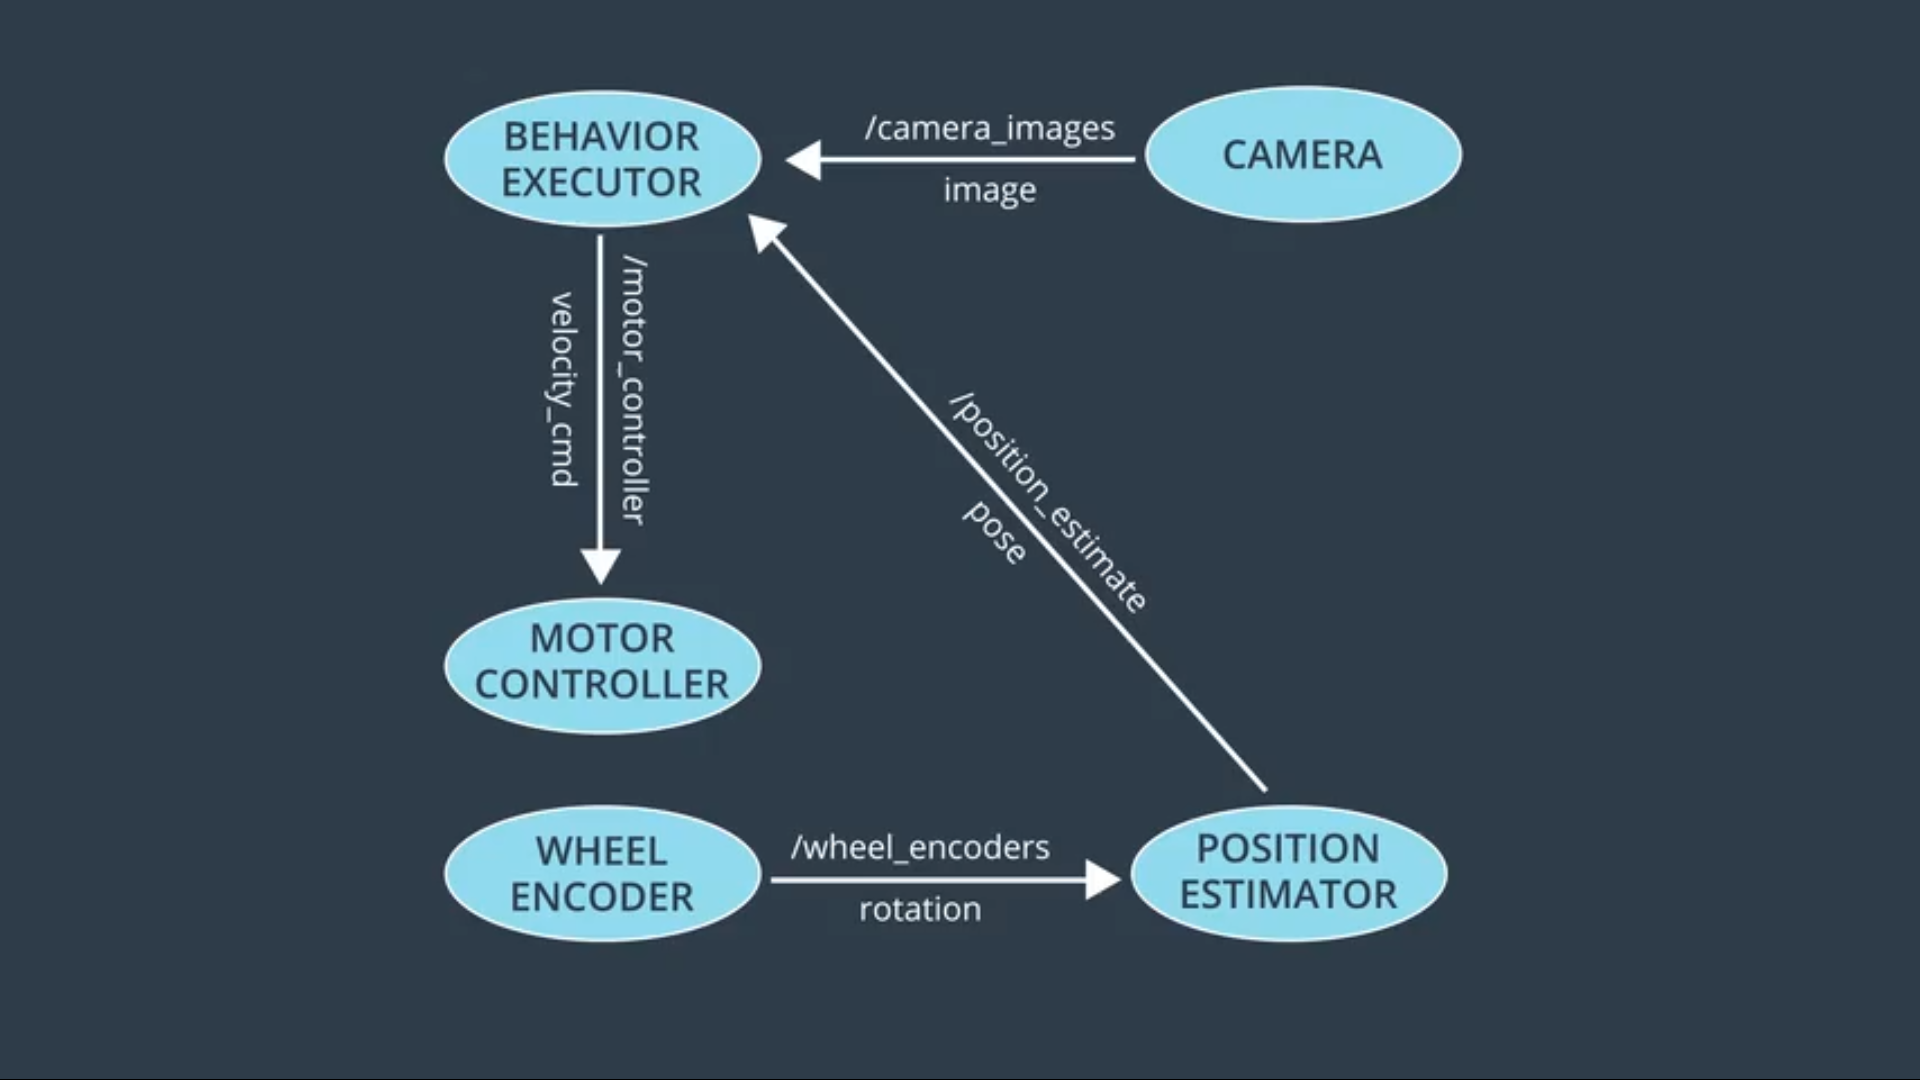 BEHAVIOR
EXECUTOR
/camera_images
image
CAMERA
/motor_controller
velocity_cmd
/position_estimate
pose
MOTOR
CONTROLLER
WHEEL
ENCODER
/wheel_encoders
rotation
POSITION
ESTIMATOR